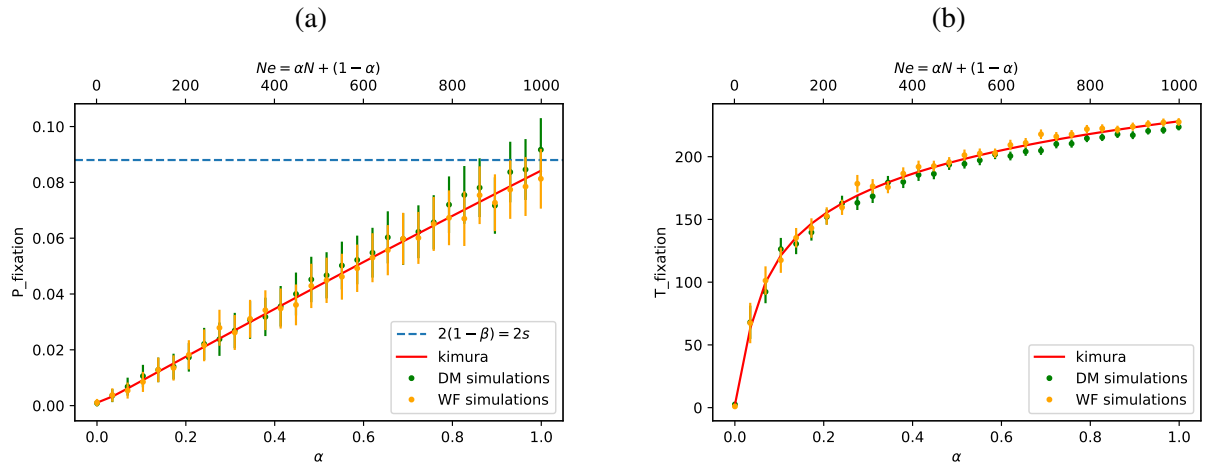 (a)
Ne = αN + (1 − α)
0 200 400 600 800 1000
P_fixation
0.10
0.08
0.06
0.04
0.02
0.00
2(1 − β) = 2s
kimura
DM simulations
WF simulations
0.0 0.2 0.4 0.6 0.8 1.0
α
(b)
Ne = αN + (1 − α)
0 200 400 600 800 1000
T_fixation
200
150
100
50
0
kimura
DM simulations
WF simulations
0.0 0.2 0.4 0.6 0.8 1.0
α